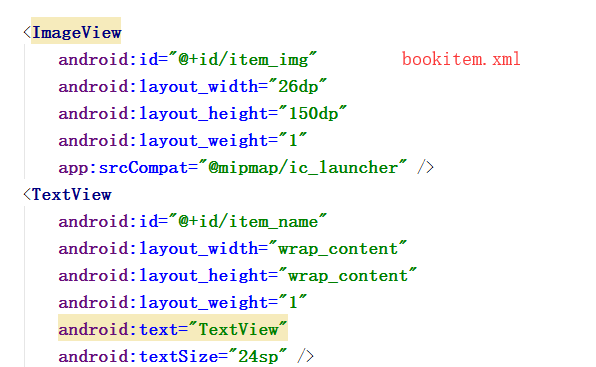 <ImageView
android:id="@+id/item_img" bookitem.xml
android:layout_width="26dp"
android:layout_height="150dp"
android:layout_weight="1"
app:srcCompat="@mipmap/ic_launcher" />
<TextView
android:id="@+id/item_name"
android:layout_width="wrap_content"
android:layout_height="wrap_content"
android:layout_weight="1"
android:text="TextView"
android:textSize="24sp" />